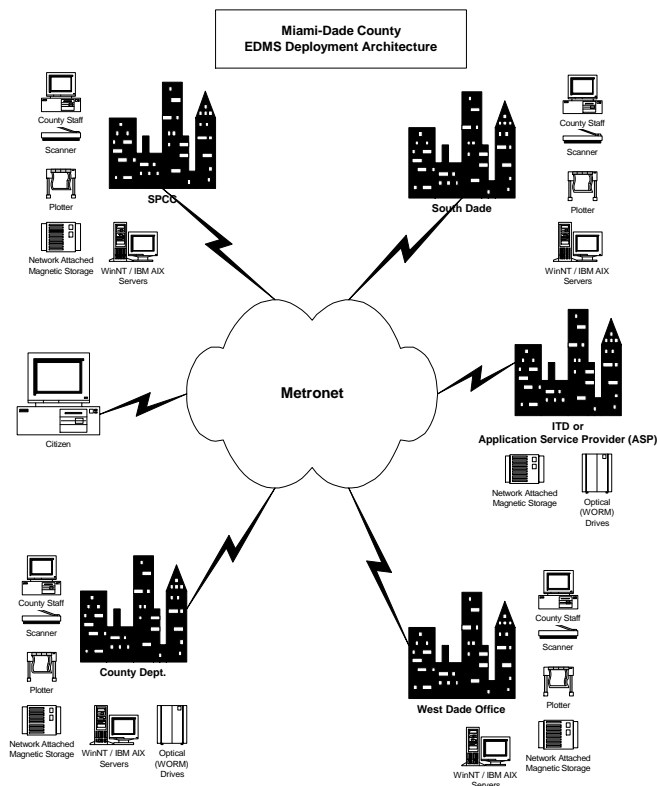 Miami-Dade County
EDMS Deployment Architecture
County Staff
Scanner
Plotter
Network Attached
Magnetic Storage
WinNT / IBM AIX
Servers
SPCC
South Dade
County Staff
Scanner
Plotter
WinNT / IBM AIX
Servers
Metronet
Citizen
ITD or
Application Service Provider (ASP)
Network Attached
Magnetic Storage
Optical
(WORM)
Drives
County Staff
Scanner
Plotter
County Dept.
Network Attached
Magnetic Storage
WinNT / IBM AIX
Servers
Optical
(WORM)
Drives
West Dade Office
County Staff
Scanner
Plotter
WinNT / IBM AIX
Servers
Network Attached
Magnetic Storage